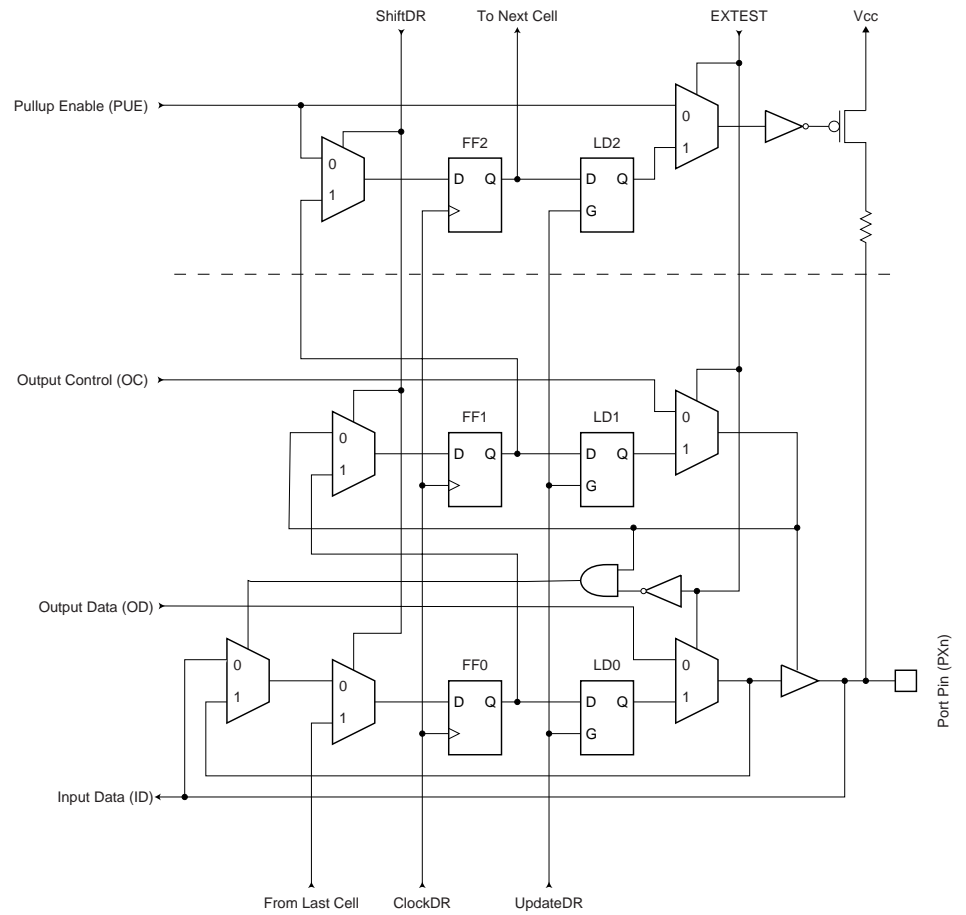 ShiftDR
To Next Cell
EXTEST
Vcc
Pullup Enable (PUE)
0
1
0
1
FF2
LD2
D Q
D Q
G
Output Control (OC)
0
1
0
1
FF1
LD1
D Q
D Q
G
Output Data (OD)
0
1
0
1
0
1
FF0
LD0
D Q
D Q
G
Port Pin (PXn)
Input Data (ID)
From Last Cell
ClockDR
UpdateDR